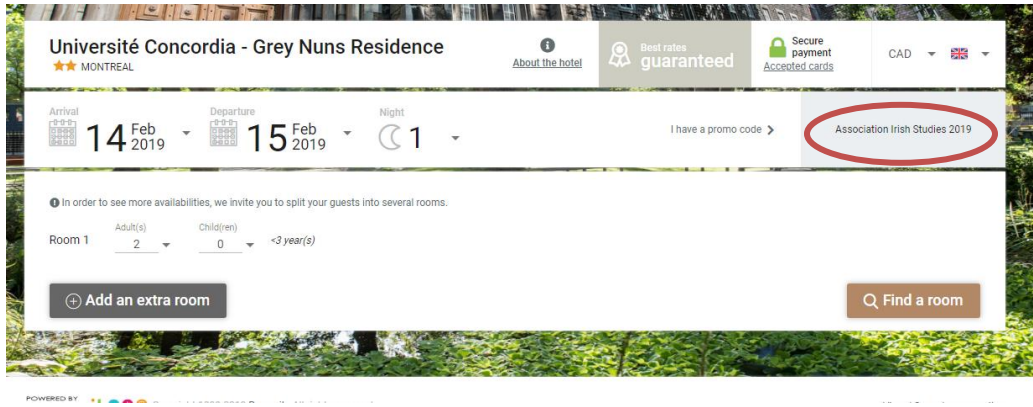 Université Concordia - Grey Nuns Residence
MONTREAL
About the hotel
Best rates
guaranteed
Secure
payment
Accepted cards
CAD
Arrival
14 Feb
2019
Departure
15 Feb
2019
Night
1
I have a promo code
Association Irish Studies 2019
In order to see more availabilities, we invite you to split your guests into several rooms.
Room 1
Adult(s)
2
Child(ren)
0
<3 year(s)
Add an extra room
Find a room
POWERED BY